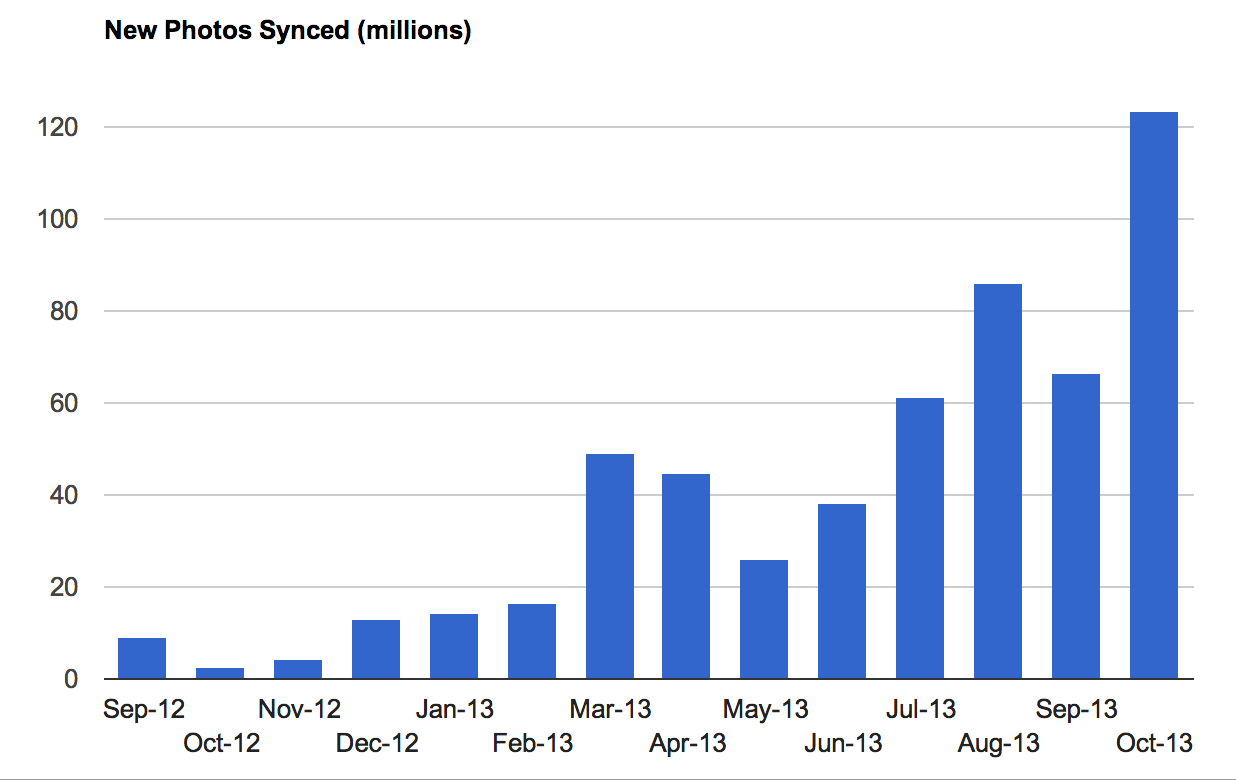 New Photos Synced (millions)
120
100
80
60
40
20
0
Sep-12 Nov-12 Jan-13 Mar-13 May-13 Jul-13 Sep-13
Oct-12 Dec-12 Feb-13 Apr-13 Jun-13 Aug-13 Oct-13